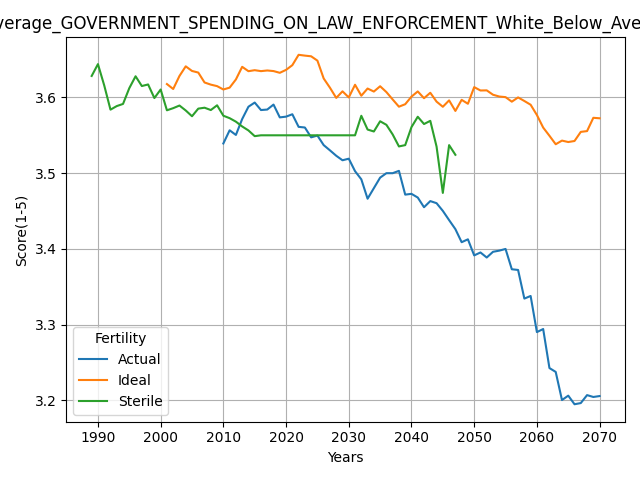 verage_GOVERNMENT_SPENDING_ON_LAW_ENFORCEMENT_White_Below_Ave
3.6
3.5
3.4
3.3
3.2
Score(1-5)
Fertility
Actual
Ideal
Sterile
1990 2000 2010 2020 2030 2040 2050 2060 2070
Years